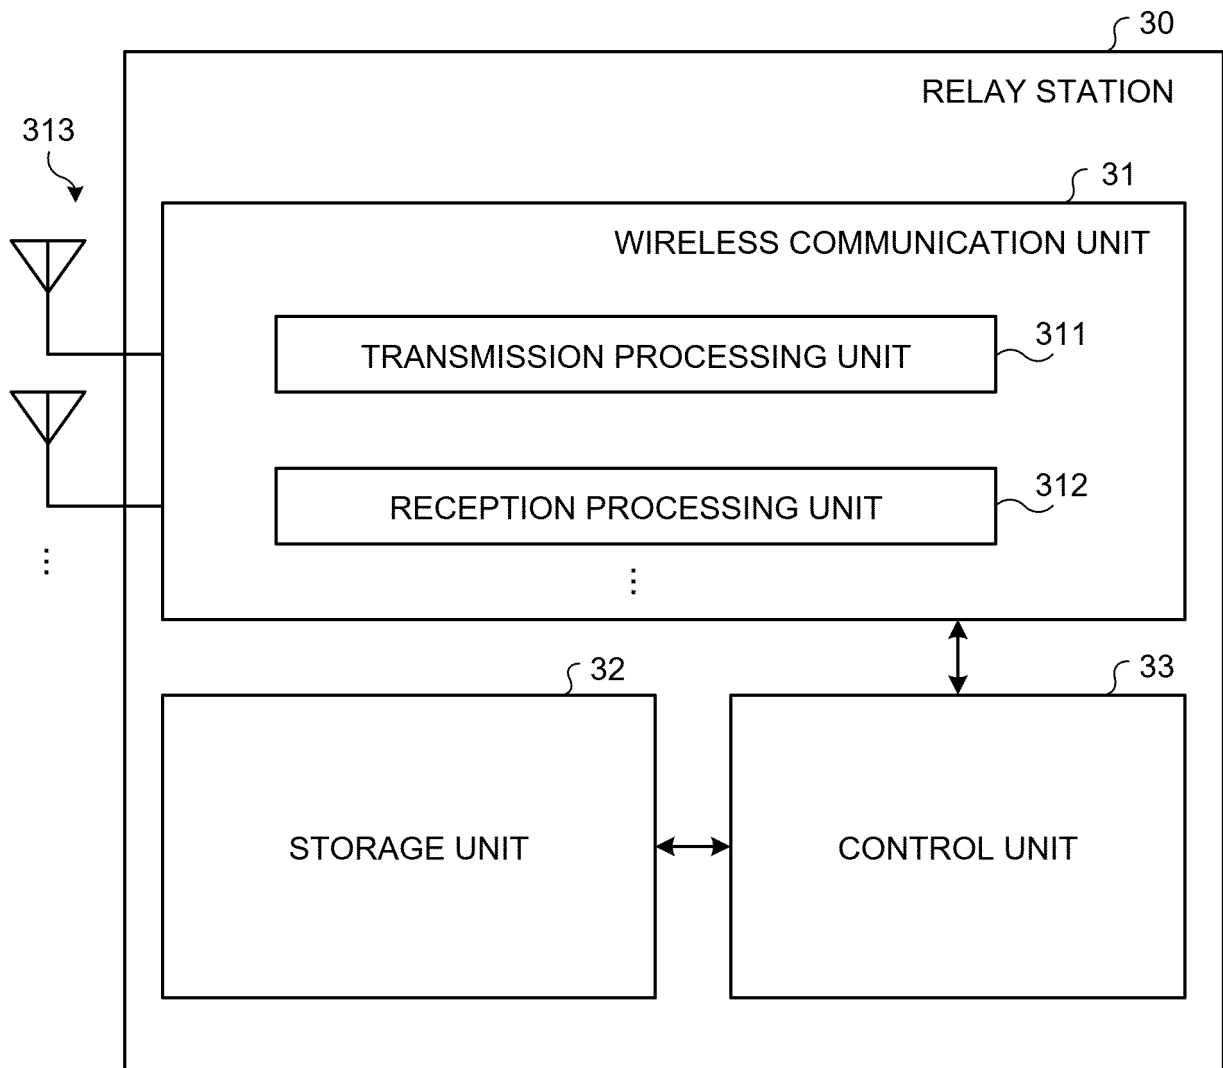 30
RELAY STATION
313
31
WIRELESS COMMUNICATION UNIT
TRANSMISSION PROCESSING UNIT
311
RECEPTION PROCESSING UNIT
312
...
...
32
33
STORAGE UNIT
CONTROL UNIT